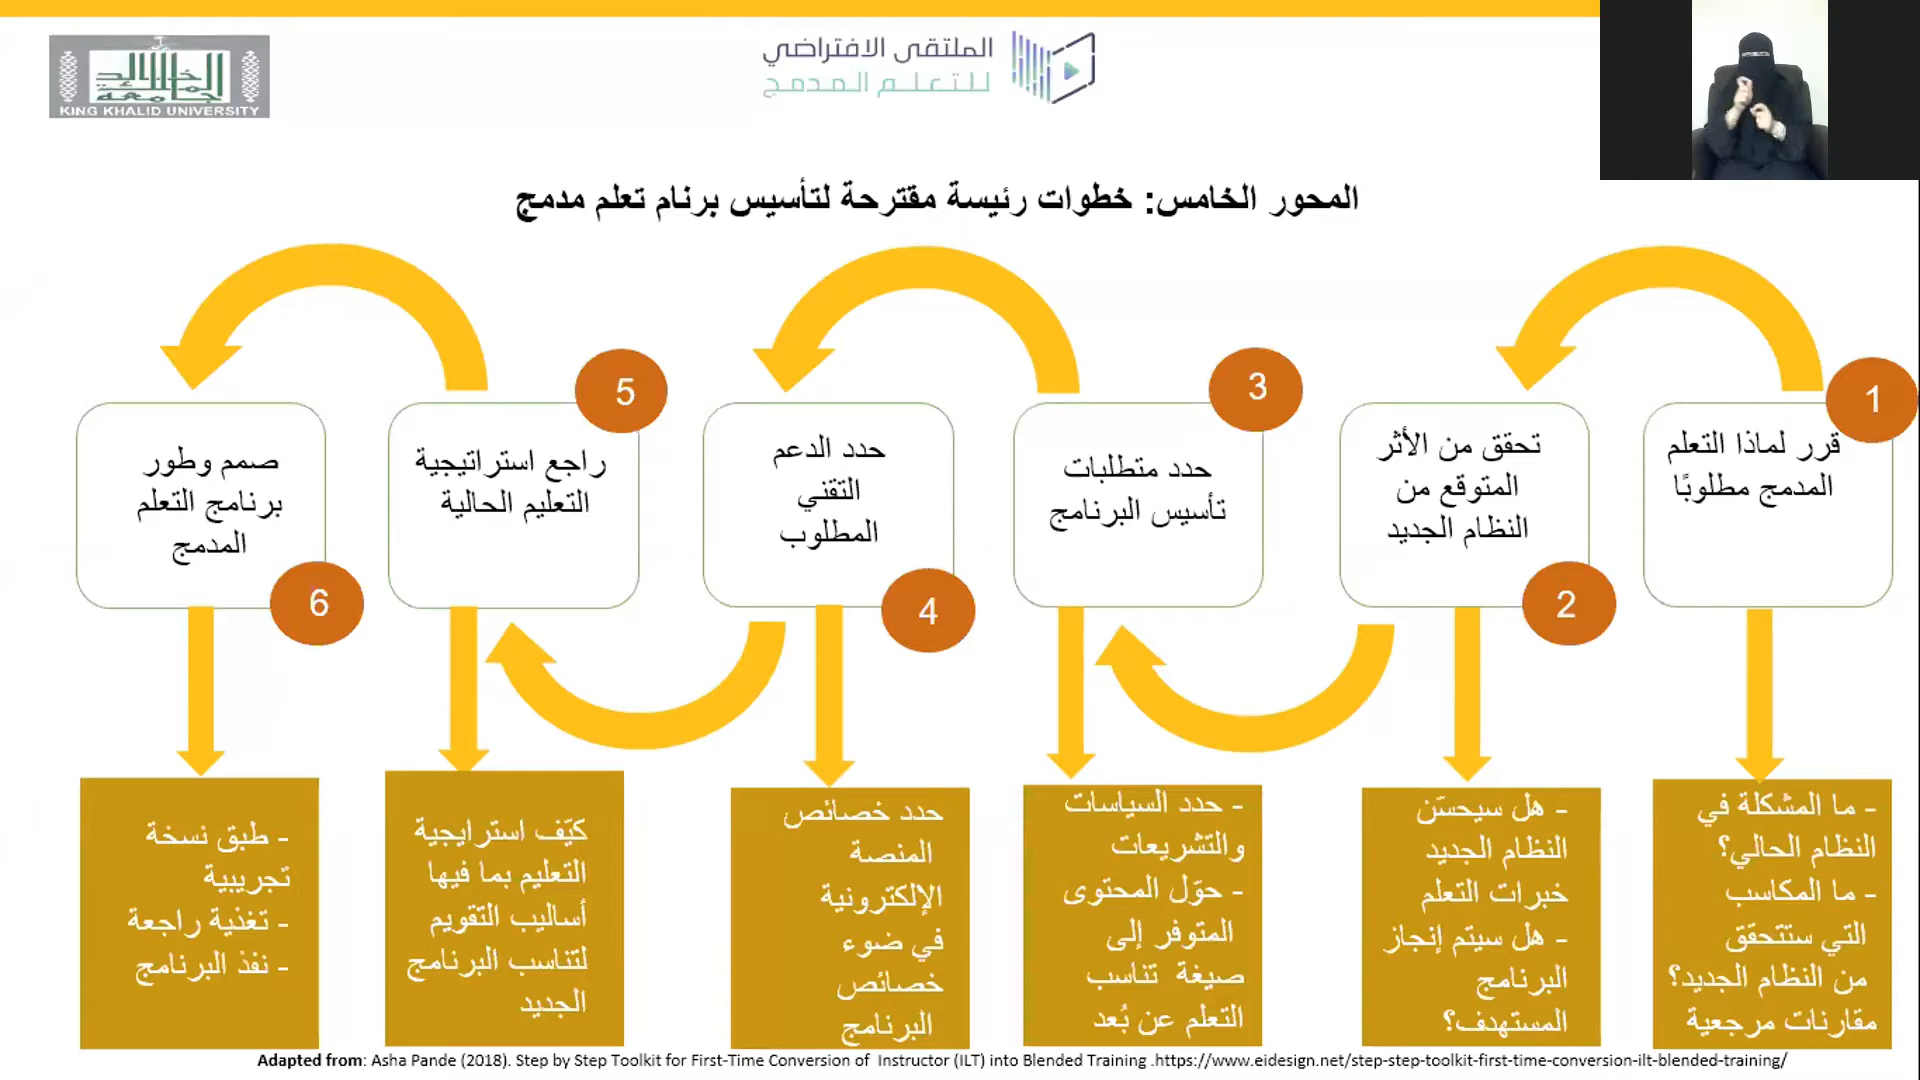 KING KHALID UNIVERSITY
الملتقى الافتراضي
للتعلم المدمج
المحور الخامس: خطوات رئيسة مقترحة لتأسيس برنام تعلم مدمج
1
قرر لماذا التعلم
المدمج مطلوبًا
2
تحقق من الأثر
المتوقع من
النظام الجديد
3
حدد متطلبات
تأسيس البرنامج
4
حدد الدعم
التقني
المطلوب
5
راجع استراتيجية
التعليم الحالية
6
صمم وطور
برنامج التعلم
المدمج
- ما المشكلة في
النظام الحالي؟
- ما المكاسب
التي ستتحقق
من النظام الجديد؟
مقارنات مرجعية
- هل سيحسّن
النظام الجديد
خبرات التعلم
- هل سيتم إنجاز
البرنامج
المستهدف؟
- حدد السياسات
والتشريعات
- حوّل المحتوى
المتوفر إلى
صيغة تناسب
التعلم عن بُعد
حدد خصائص
المنصة
الإلكترونية
في ضوء
خصائص
البرنامج
كيّف استرايجية
التعليم بما فيها
أساليب التقويم
لتناسب البرنامج
الجديد
- طبق نسخة
تجريبية
- تغذية راجعة
- نفذ البرنامج
Adapted from: Asha Pande (2018). Step by Step Toolkit for First-Time Conversion of Instructor (ILT) into Blended Training .https://www.eidesign.net/step-step-toolkit-first-time-conversion-ilt-blended-training/